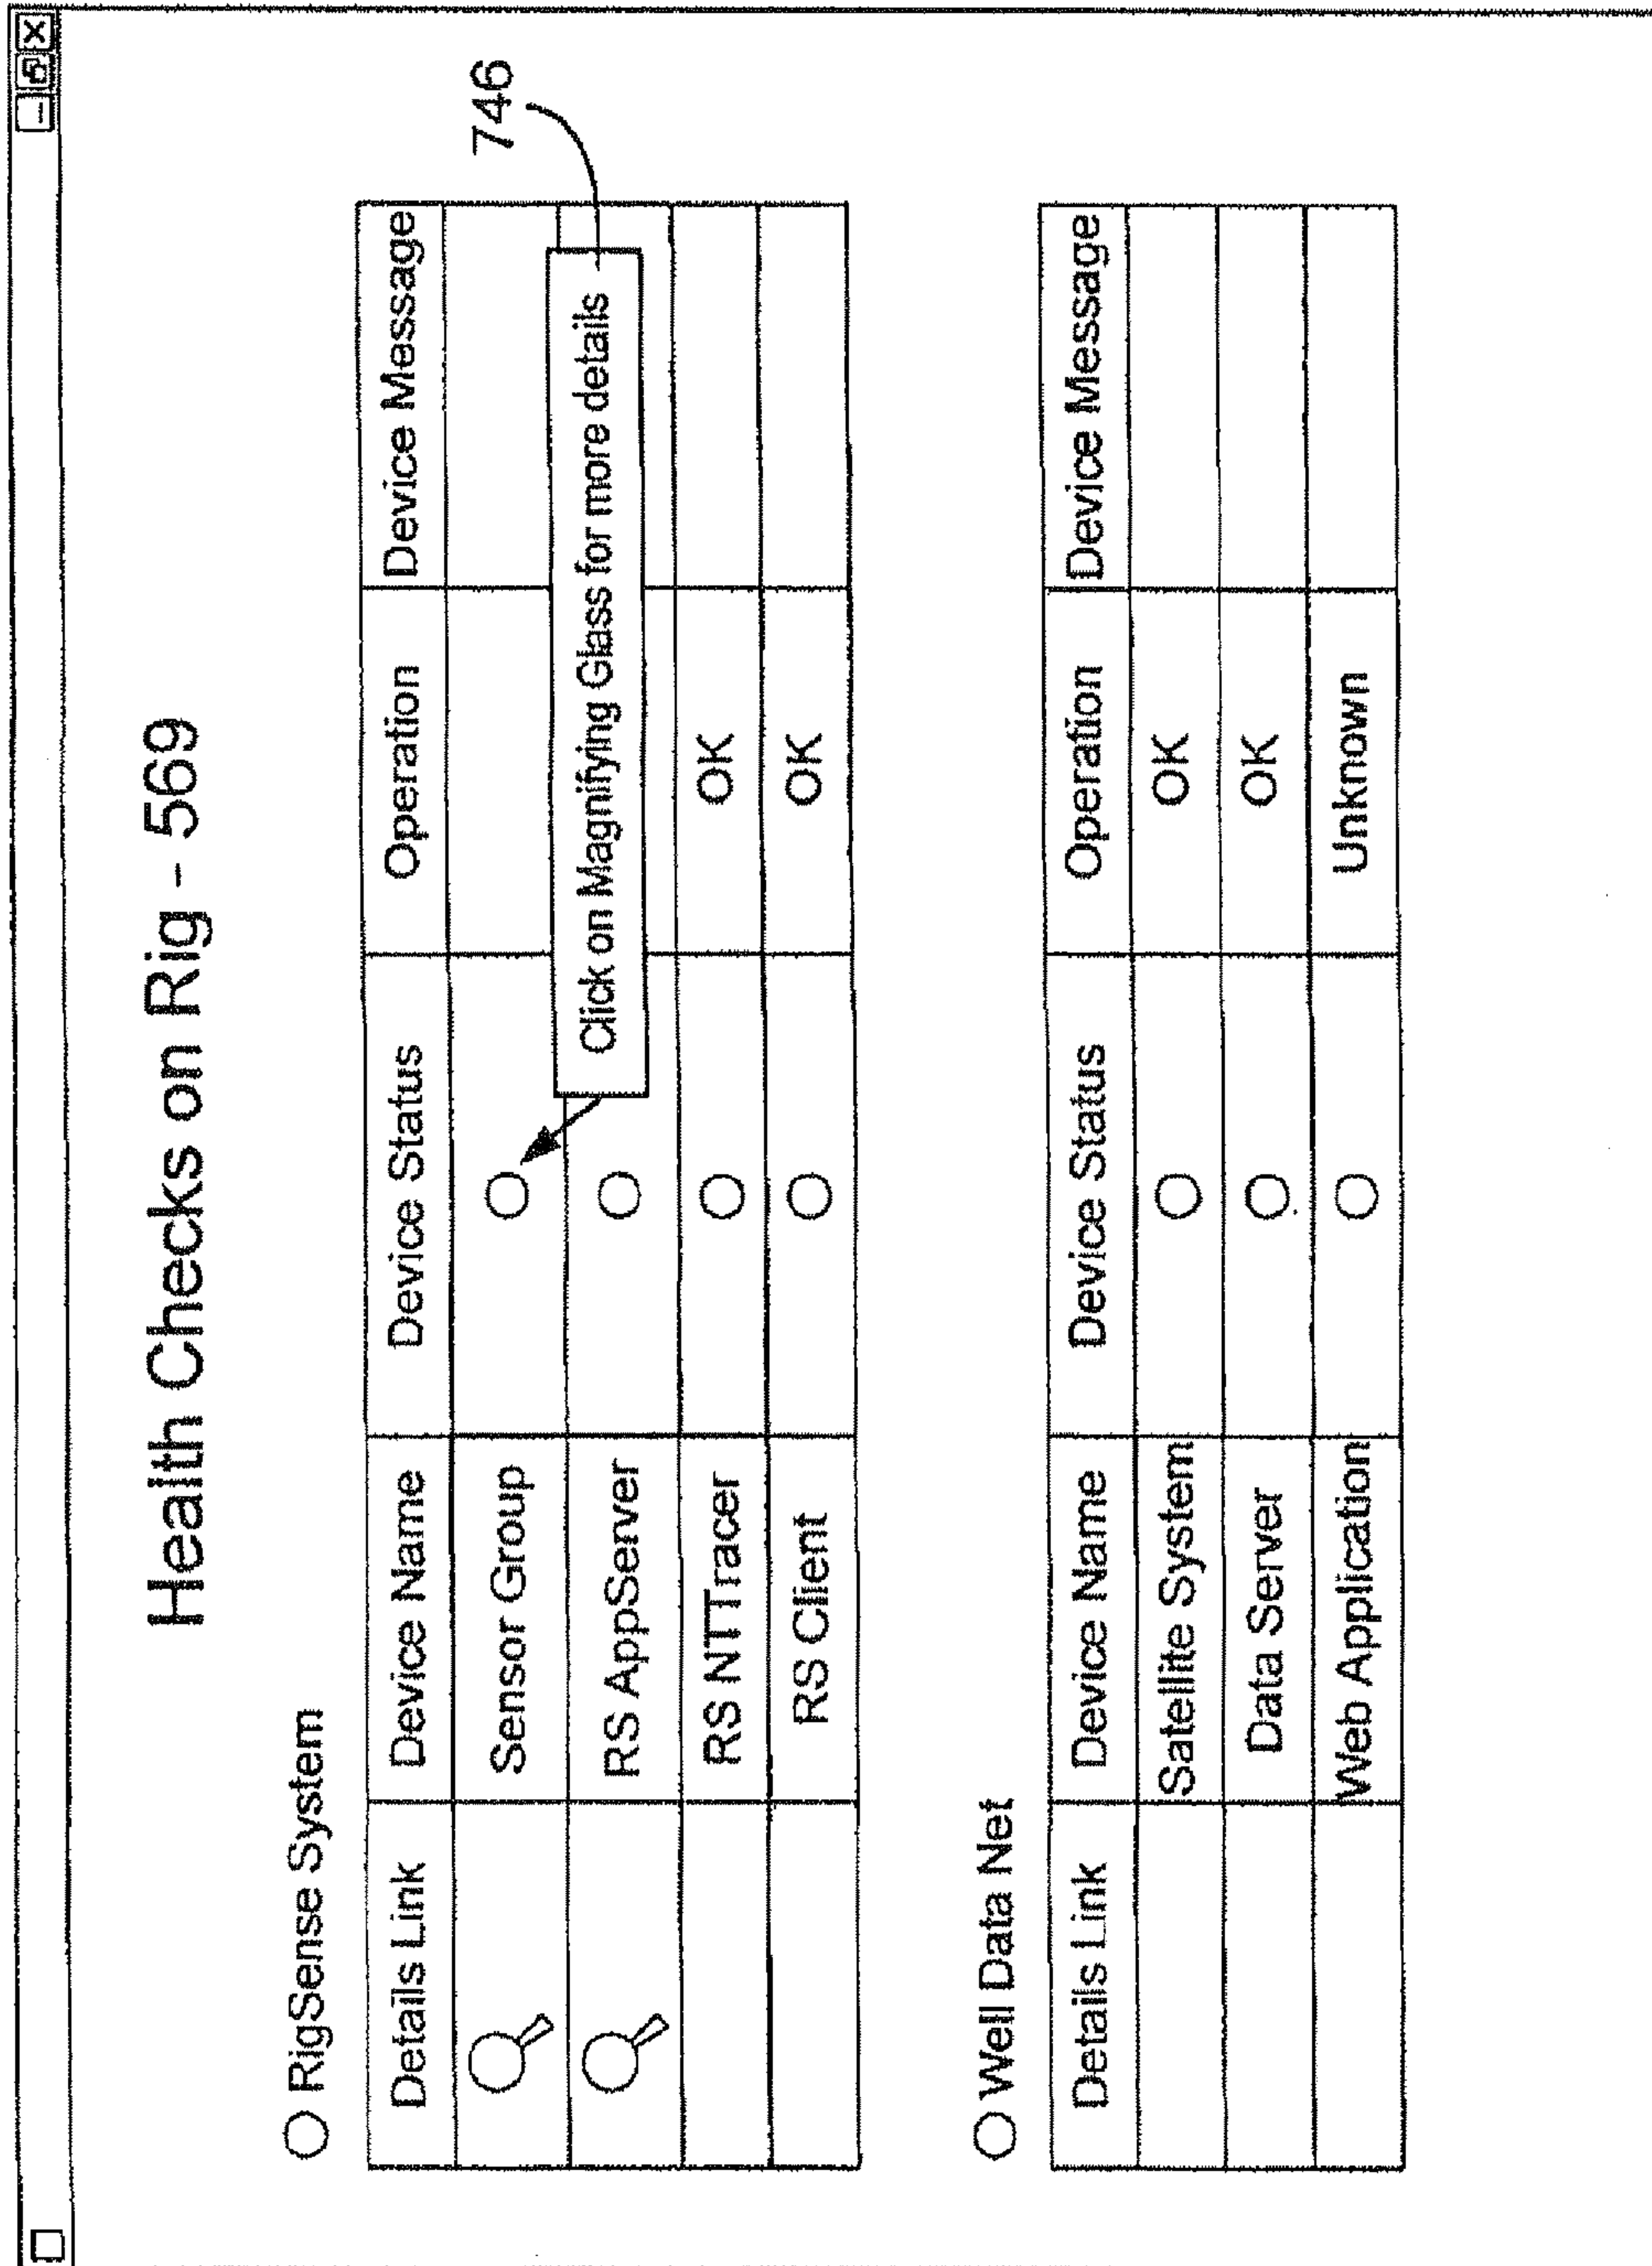 Health Checks on Rig - 569
RigSense System
Details Link Device Name Device Status Operation Device Message
Sensor Group
746
Click on Magnifying Glass for more details
RS AppServer
RS NTTracer OK
RS Client OK
Well Data Net
Details Link Device Name Device Status Operation Device Message
Satellite System OK
Data Server OK
Web Application Unknown